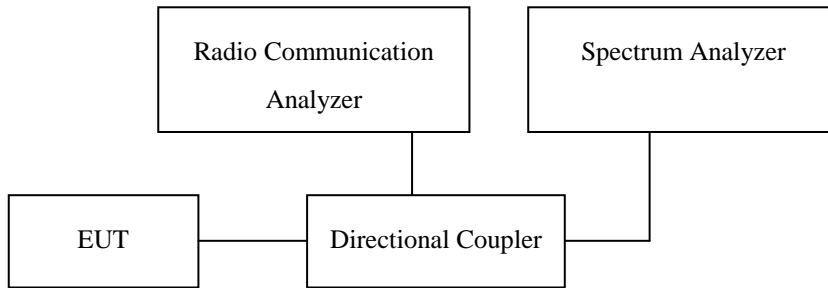 Radio Communication
Analyzer
Spectrum Analyzer
EUT
Directional Coupler